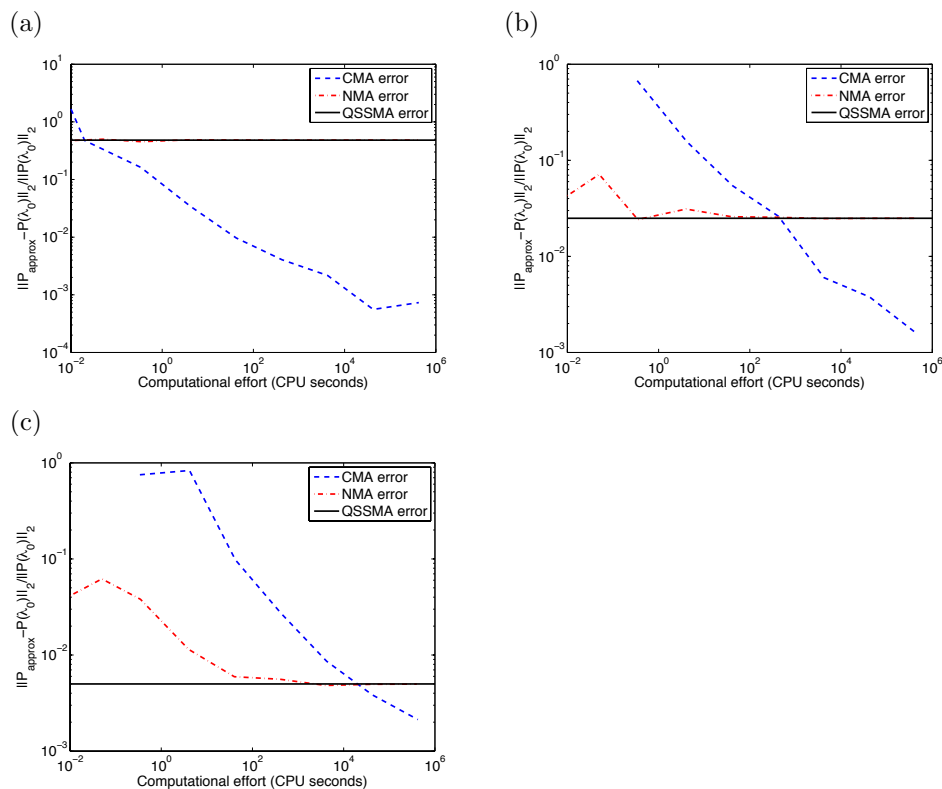 (a)
10^1
10^0
10^-1
10^-2
10^-3
10^-4
||P_approx−P(λ_0)||_2/||P(λ_0)||_2
CMA error
NMA error
QSSMA error
10^-2 10^0 10^2 10^4 10^6
Computational effort (CPU seconds)
(b)
10^0
10^-1
10^-2
10^-3
||P_approx−P(λ_0)||_2/||P(λ_0)||_2
CMA error
NMA error
QSSMA error
10^-2 10^0 10^2 10^4 10^6
Computational effort (CPU seconds)
(c)
10^0
10^-1
10^-2
10^-3
||P_approx−P(λ_0)||_2/||P(λ_0)||_2
CMA error
NMA error
QSSMA error
10^-2 10^0 10^2 10^4 10^6
Computational effort (CPU seconds)